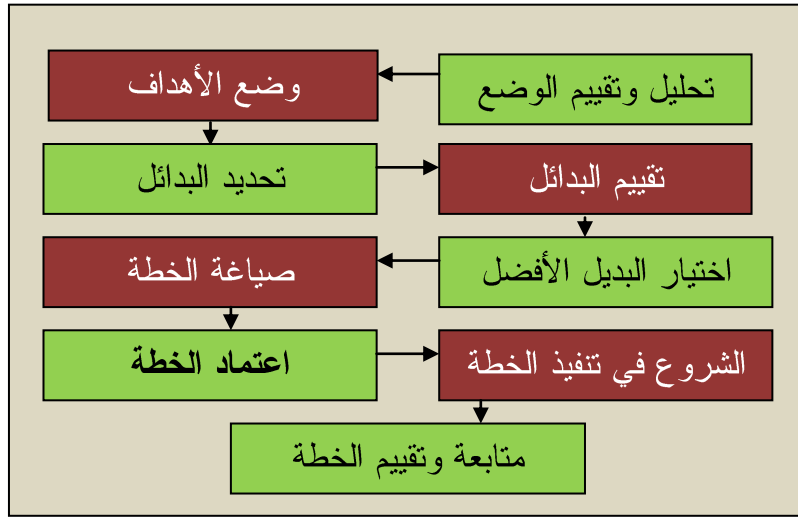 تحليل وتقييم الوضع
وضع الأهداف
تحديد البدائل
تقييم البدائل
اختيار البديل الأفضل
صياغة الخطة
اعتماد الخطة
الشروع في تنفيذ الخطة
متابعة وتقييم الخطة